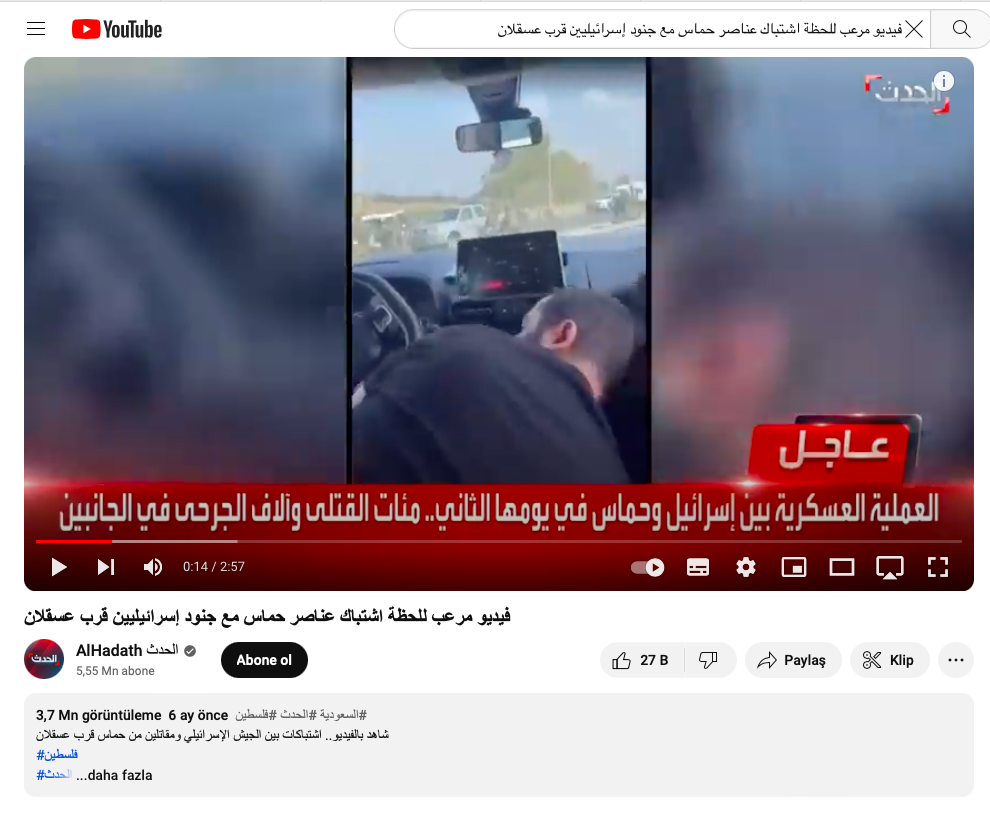 YouTube
فيديو مرعب للحظة اشتباك عناصر حماس مع جنود إسرائيليين قرب عسقلان
الحدث
عاجل
العملية العسكرية بين إسرائيل وحماس في يومها الثاني.. مئات القتلى وآلاف الجرحى في الجانبين
0:14 / 2:57
فيديو مرعب للحظة اشتباك عناصر حماس مع جنود إسرائيليين قرب عسقلان
الحدث
AlHadath الحدث
5,55 Mn abone
Abone ol
27 B
Paylaş
Klip
3,7 Mn görüntüleme 6 ay önce #السعودية #الحدث #فلسطين
شاهد بالفيديو.. اشتباكات بين الجيش الإسرائيلي ومقاتلين من حماس قرب عسقلان
#فلسطين
#الحدث ...daha fazla